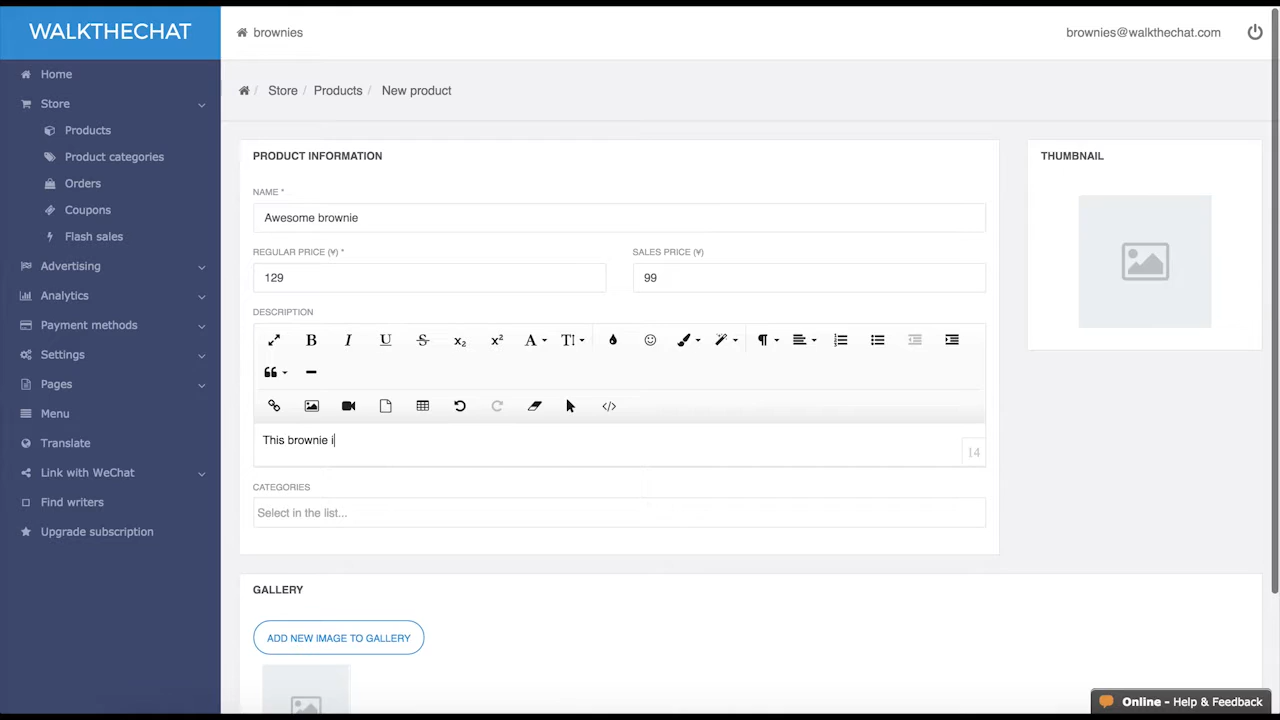 WALKTHECHAT
brownies
brownies@walkthechat.com
Home
Store
Products
Product categories
Orders
Coupons
Flash sales
Advertising
Analytics
Payment methods
Settings
Pages
Menu
Translate
Link with WeChat
Find writers
Upgrade subscription
/ Store / Products / New product
PRODUCT INFORMATION
NAME *
Awesome brownie
REGULAR PRICE (¥) *
129
SALES PRICE (¥)
99
DESCRIPTION
This brownie i
14
CATEGORIES
Select in the list...
THUMBNAIL
GALLERY
ADD NEW IMAGE TO GALLERY
Online - Help & Feedback